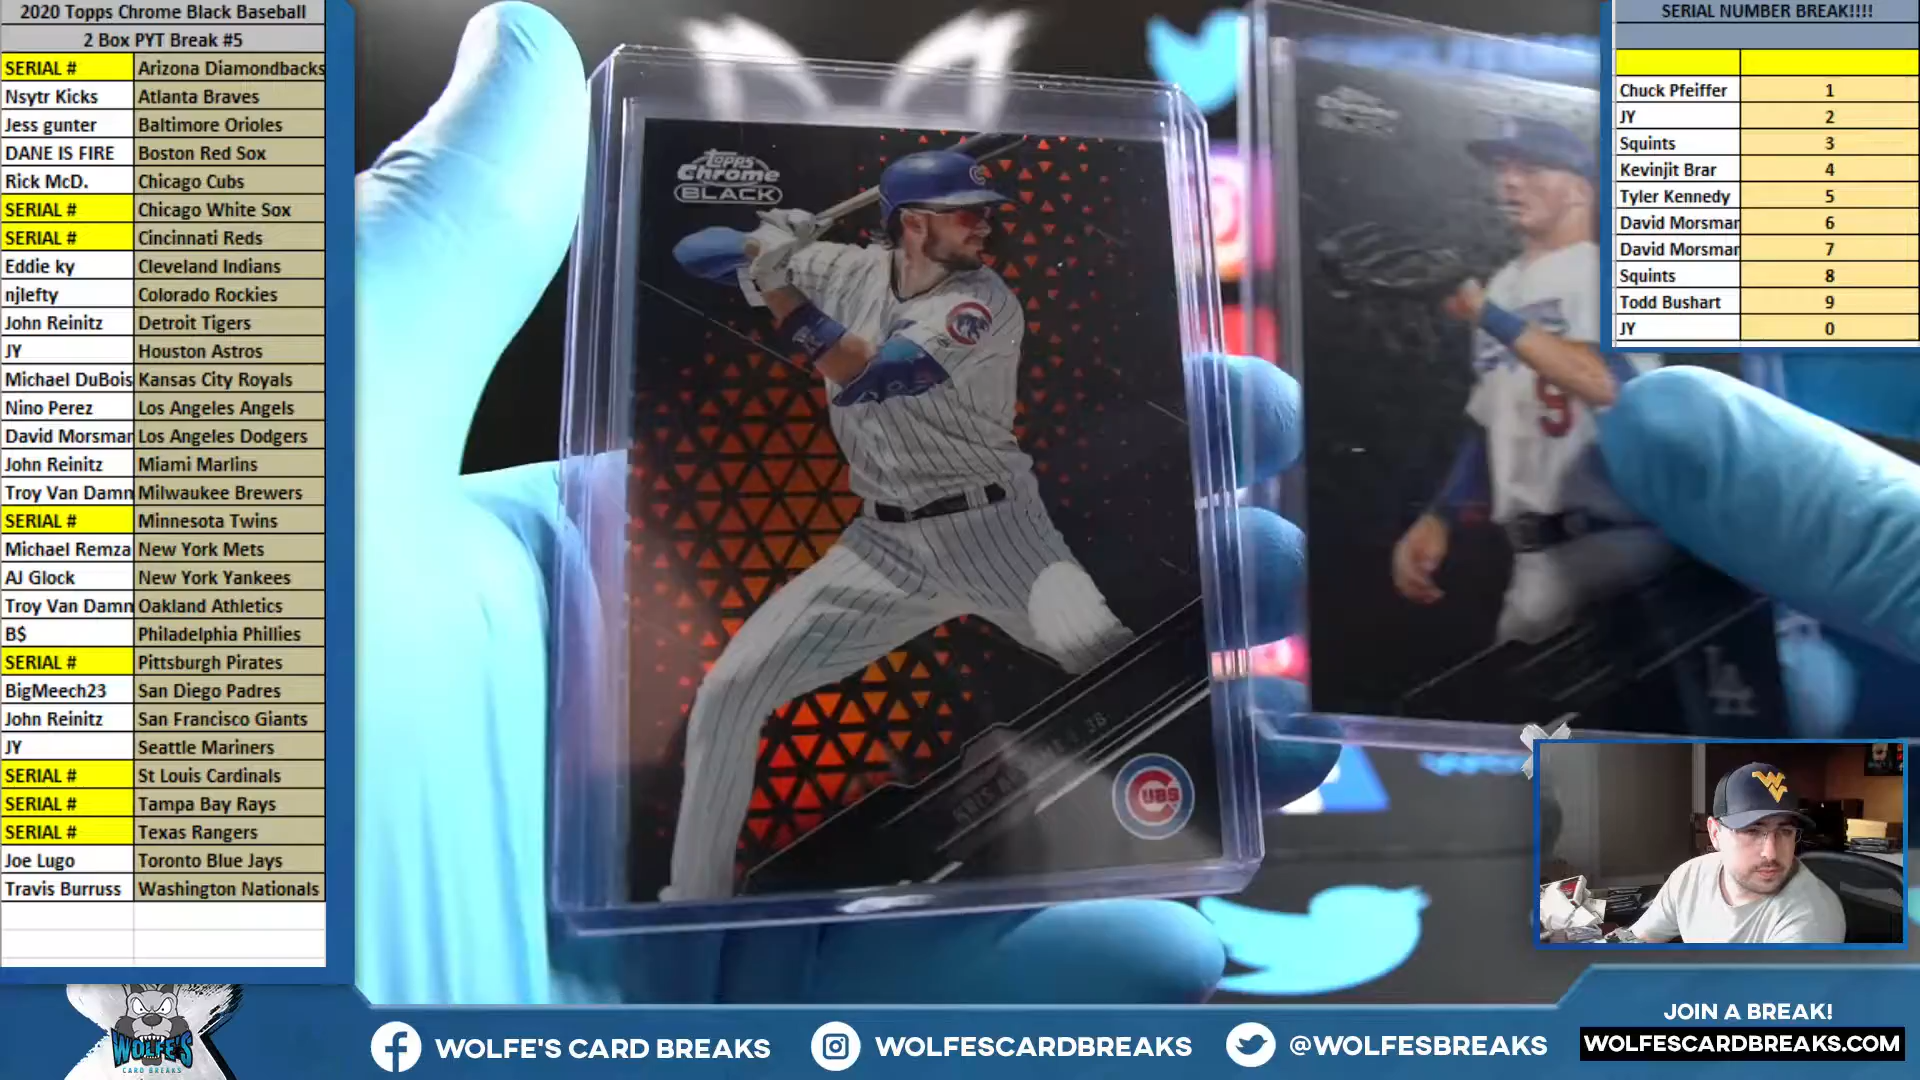 2020 Topps Chrome Black Baseball
2 Box PYT Break #5
SERIAL # Arizona Diamondbacks
Nsytr Kicks Atlanta Braves
Jess gunter Baltimore Orioles
DANE IS FIRE Boston Red Sox
Rick McD. Chicago Cubs
SERIAL # Chicago White Sox
SERIAL # Cincinnati Reds
Eddie ky Cleveland Indians
njlefty Colorado Rockies
John Reinitz Detroit Tigers
JY Houston Astros
Michael DuBois Kansas City Royals
Nino Perez Los Angeles Angels
David Morsman Los Angeles Dodgers
John Reinitz Miami Marlins
Troy Van Damn Milwaukee Brewers
SERIAL # Minnesota Twins
Michael Remza New York Mets
AJ Glock New York Yankees
Troy Van Damn Oakland Athletics
B$ Philadelphia Phillies
SERIAL # Pittsburgh Pirates
BigMeech23 San Diego Padres
John Reinitz San Francisco Giants
JY Seattle Mariners
SERIAL # St Louis Cardinals
SERIAL # Tampa Bay Rays
SERIAL # Texas Rangers
Joe Lugo Toronto Blue Jays
Travis Burruss Washington Nationals
TOPPS
Chrome
BLACK
C
CUBS
9
LA
SERIAL NUMBER BREAK!!!!
Chuck Pfeiffer 1
JY 2
Squints 3
Kevinjit Brar 4
Tyler Kennedy 5
David Morsman 6
David Morsman 7
Squints 8
Todd Bushart 9
JY 0
WV
WOLFE'S
CARD BREAKS
WOLFE'S CARD BREAKS
WOLFESCARDBREAKS
@WOLFESBREAKS
JOIN A BREAK!
WOLFESCARDBREAKS.COM